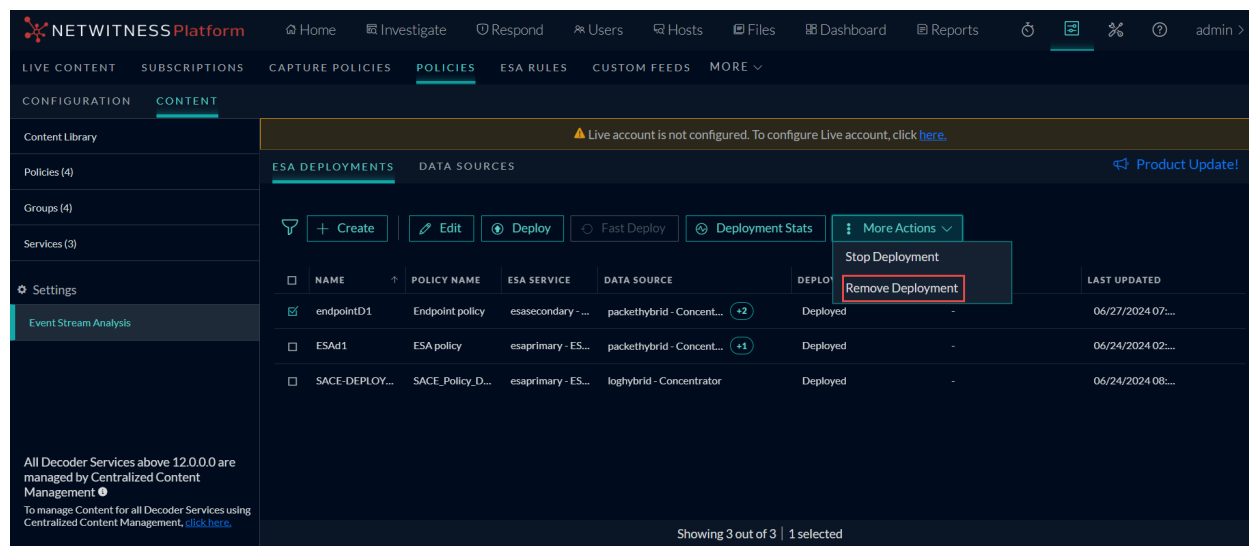 NETWITNESS Platform Home Investigate Respond Users Hosts Files Dashboard Reports admin >
LIVE CONTENT SUBSCRIPTIONS CAPTURE POLICIES POLICIES ESA RULES CUSTOM FEEDS MORE
CONFIGURATION CONTENT
Content Library
Policies (4)
Groups (4)
Services (3)
Settings
Event Stream Analysis
All Decoder Services above 12.0.0.0 are
managed by Centralized Content
Management
To manage Content for all Decoder Services using
Centralized Content Management, click here.
Live account is not configured. To configure Live account, click here.
ESA DEPLOYMENTS DATA SOURCES Product Update!
+ Create Edit Deploy Fast Deploy Deployment Stats More Actions
Stop Deployment
Remove Deployment
NAME ↑ POLICY NAME ESA SERVICE DATA SOURCE DEPLOY LAST UPDATED
endpointD1 Endpoint policy esasecondary - ... packethybrid - Concent... +2 Deployed - 06/27/2024 07:...
ESAd1 ESA policy esaprimary - ES... packethybrid - Concent... +1 Deployed - 06/24/2024 02:...
SACE-DEPLOY... SACE_Policy_D... esaprimary - ES... loghybrid - Concentrator Deployed - 06/24/2024 08:...
Showing 3 out of 3 | 1 selected